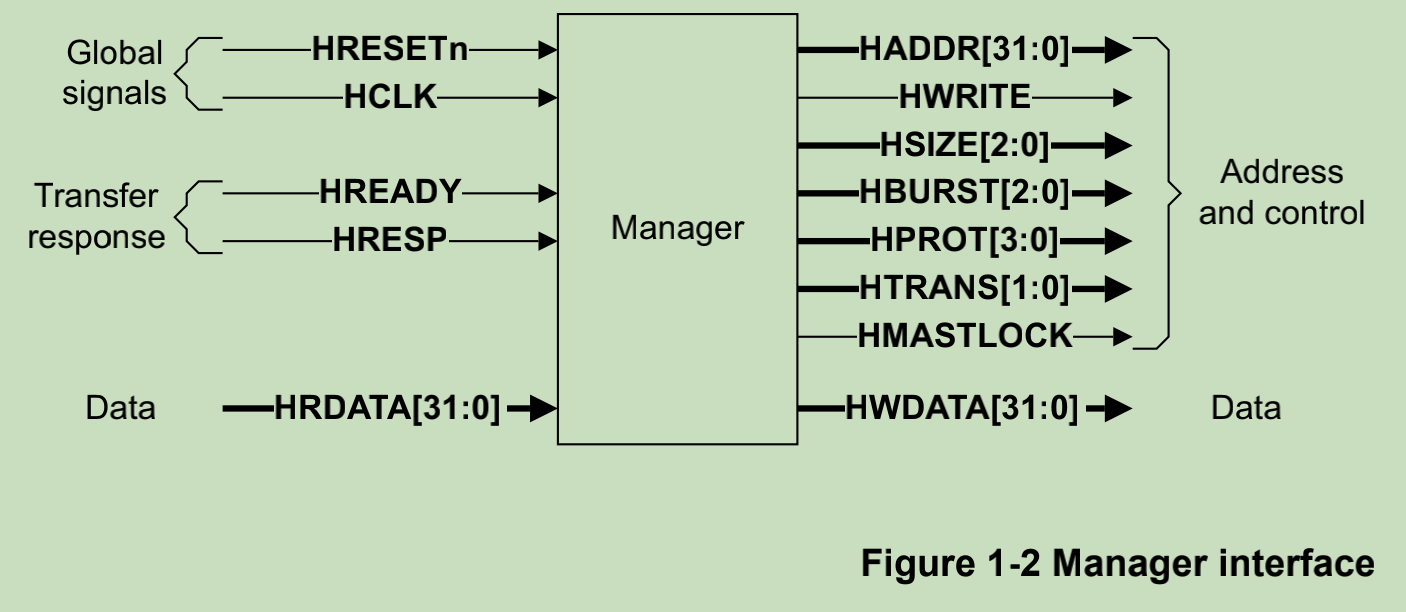 Global
signals
HRESETn
HCLK
Transfer
response
HREADY
HRESP
Data
HRDATA[31:0]
Manager
HADDR[31:0]
HWRITE
HSIZE[2:0]
HBURST[2:0]
HPROT[3:0]
HTRANS[1:0]
HMASTLOCK
Address
and control
HWDATA[31:0]
Data
Figure 1-2 Manager interface